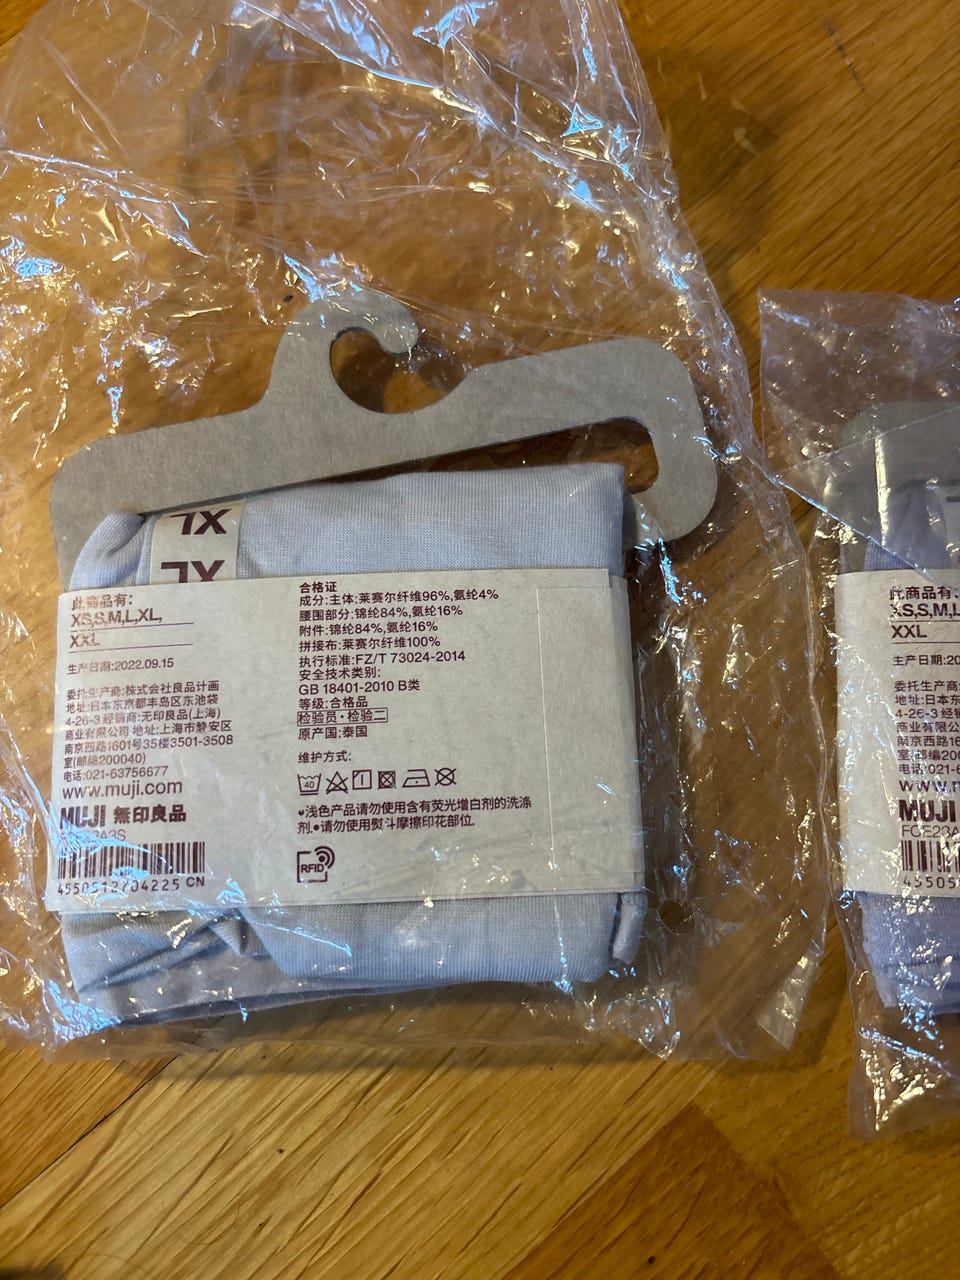 XL
XL
此商品有:
XS,S,M,L,XL,
XXL
生产日期:2022.09.15
委托生产商:株式会社良品计画
地址:日本东京都丰岛区东池袋
4-26-3 经销商:无印良品(上海)
商业有限公司 地址:上海市静安区
南京西路1601号35楼3501-3508
室(邮编200040)
电话:021-63756677
www.muji.com
MUJI 無印良品
4550512704225 CN
合格证
成分:主体:莱赛尔纤维96%,氨纶4%
腰围部分:锦纶84%,氨纶16%
附件:锦纶84%,氨纶16%
拼接布:莱赛尔纤维100%
执行标准:FZ/T 73024-2014
安全技术类别:
GB 18401-2010 B类
等级:合格品
检验员·检验二
原产国:泰国
维护方式:
40
●浅色产品请勿使用含有荧光增白剂的洗涤
剂.●请勿使用熨斗摩擦印花部位.
RFID
此商品有:
XS,S,M,L
XXL
生产日期:20
委托生产商
地址:日本
4-26-3 经销
商业有限公
南京西路1
室(邮编20
电话:021-6
www.m
MUJI
FCE23A
45505